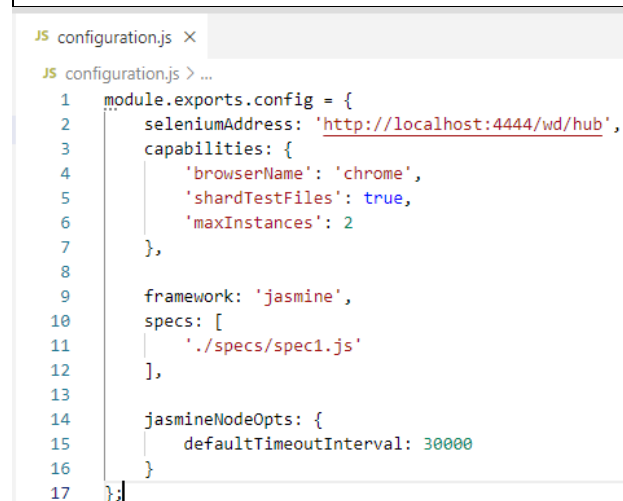 JS configuration.js ×
JS configuration.js > ...
1 module.exports.config = {
2     seleniumAddress: 'http://localhost:4444/wd/hub',
3     capabilities: {
4         'browserName': 'chrome',
5         'shardTestFiles': true,
6         'maxInstances': 2
7     },
8
9     framework: 'jasmine',
10     specs: [
11         './specs/spec1.js'
12     ],
13
14     jasmineNodeOpts: {
15         defaultTimeoutInterval: 30000
16     }
17 };